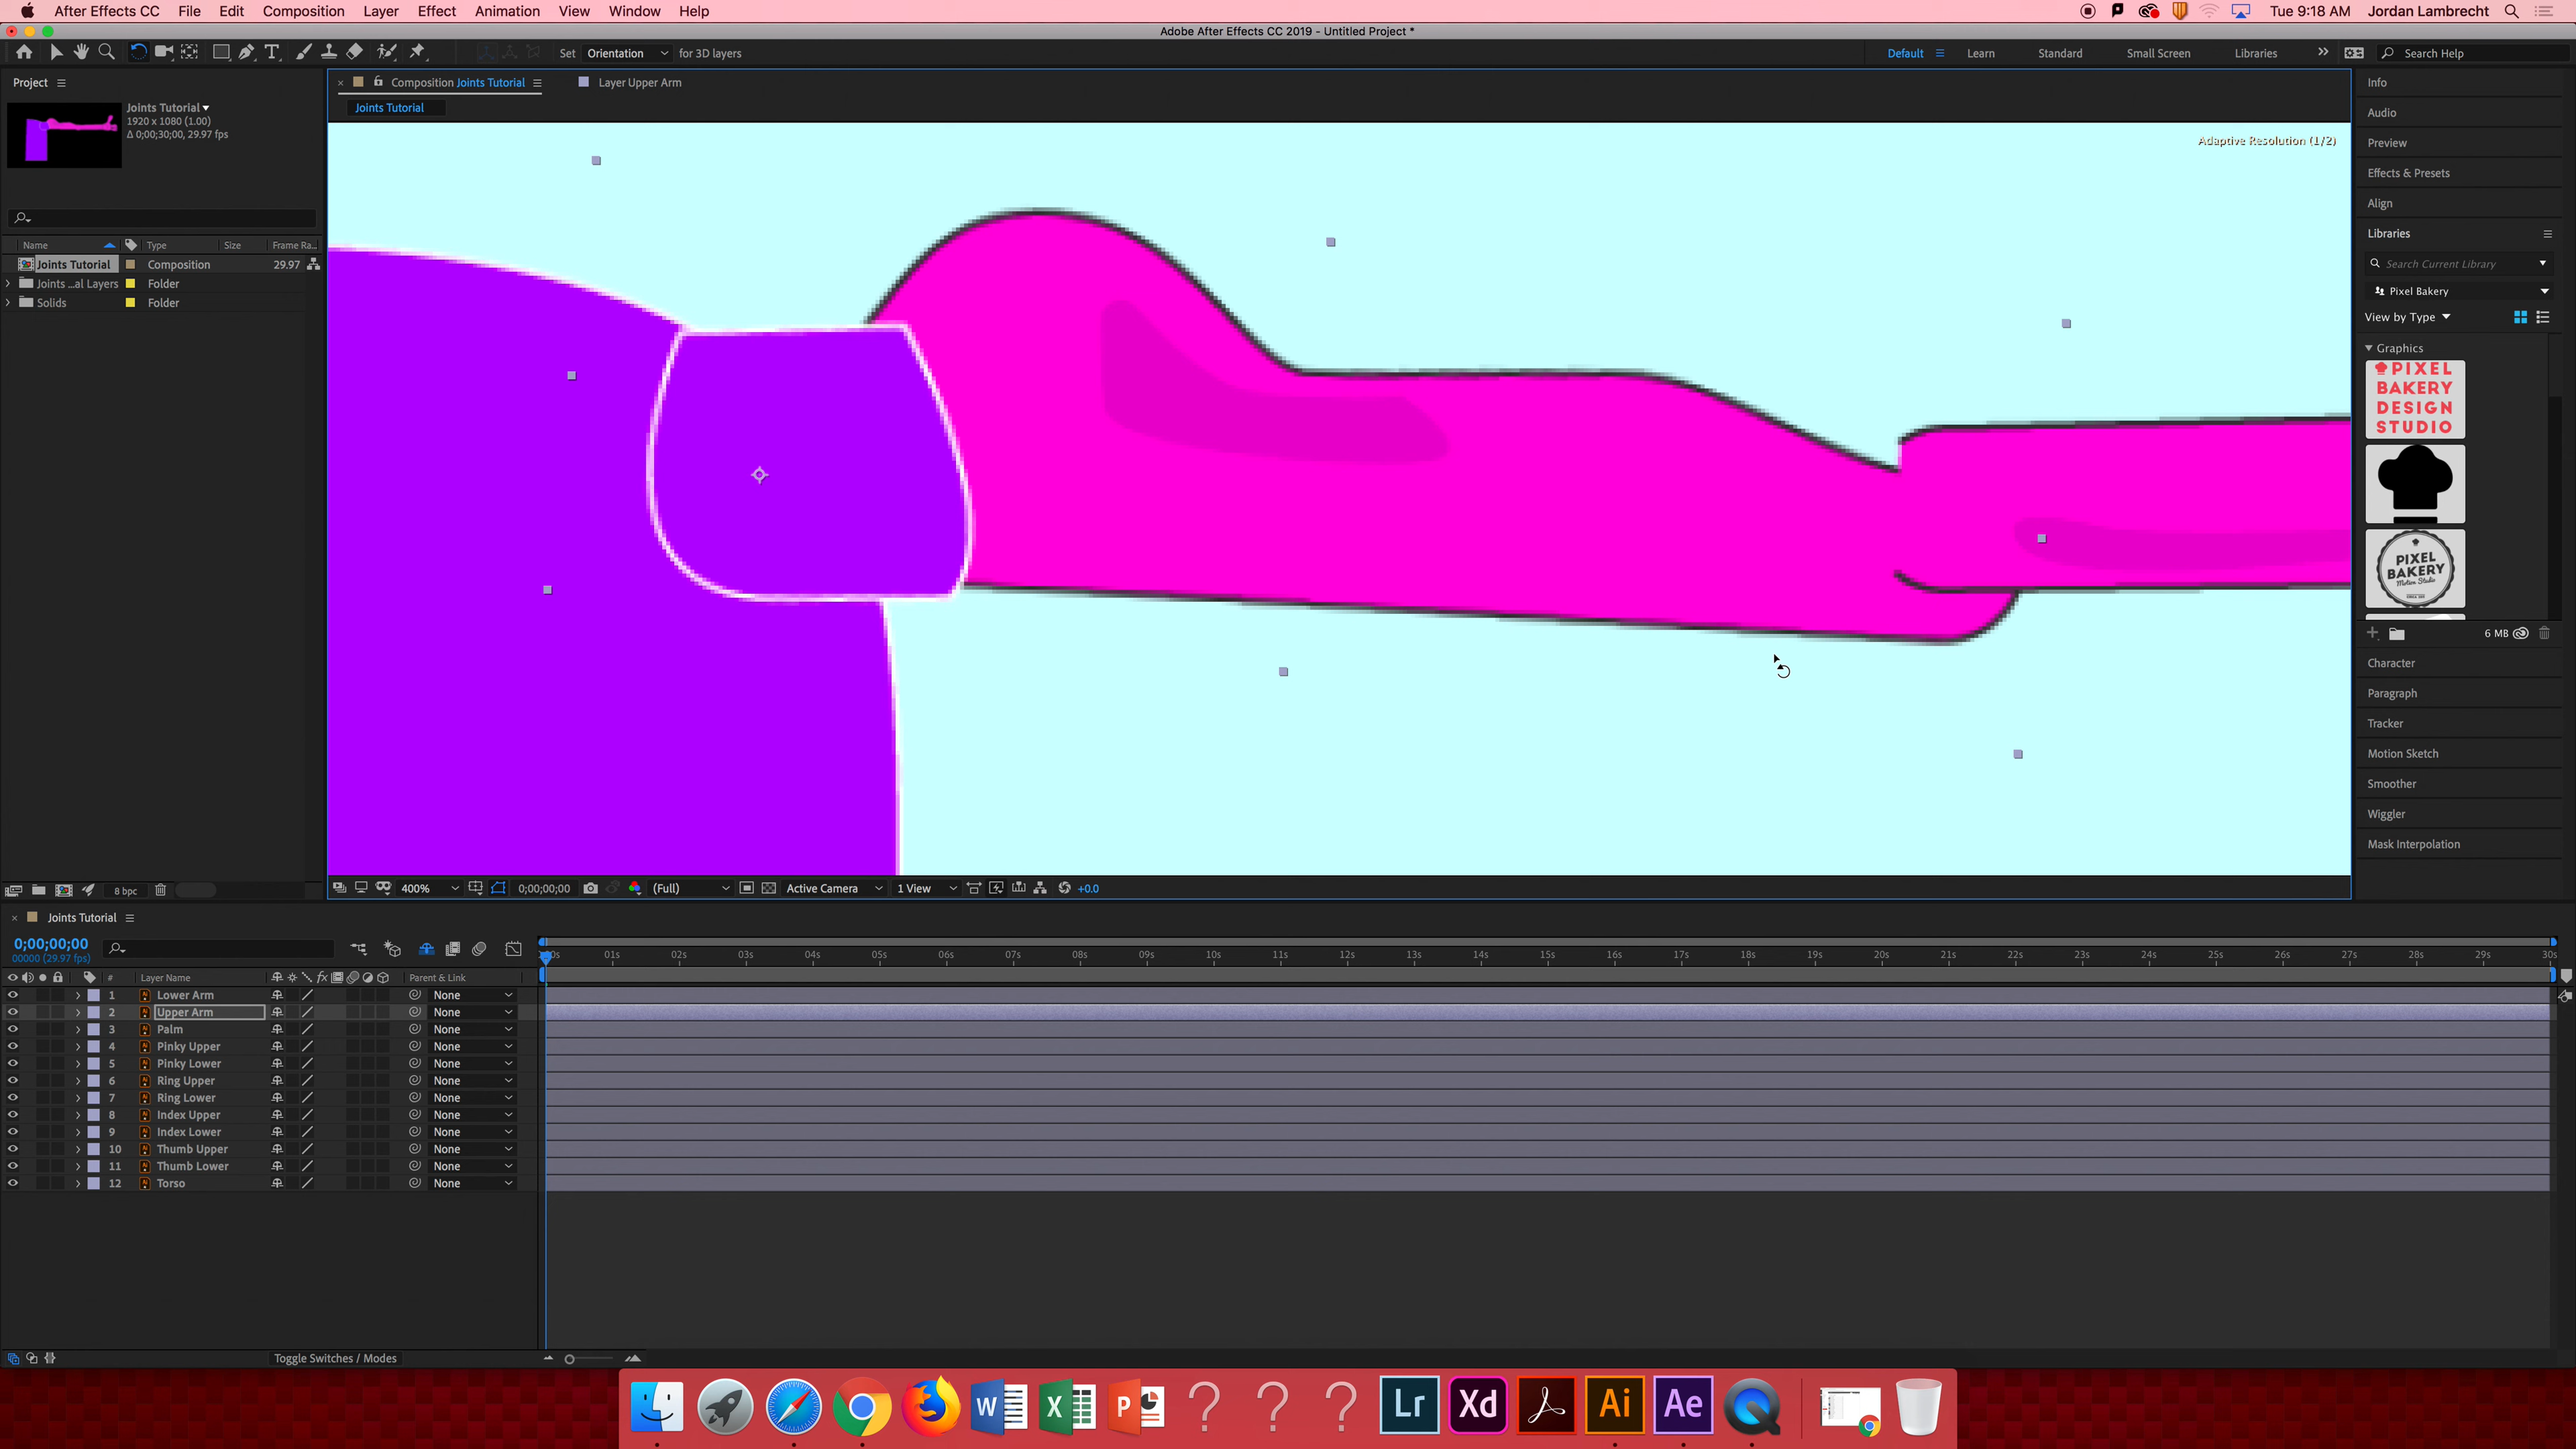 After Effects CC File Edit Composition Layer Effect Animation View Window Help Tue 9:18 AM Jordan Lambrecht
Adobe After Effects CC 2019 - Untitled Project *
Set Orientation for 3D layers Default Learn Standard Small Screen Libraries Search Help
Project
Joints Tutorial
1920 x 1080 (1.00)
Δ 0;00;30;00, 29.97 fps
Name Type Size Frame Ra...
Joints Tutorial Composition 29.97
Joints ...al Layers Folder
Solids Folder
8 bpc
Composition Joints Tutorial Layer Upper Arm
Joints Tutorial
Adaptive Resolution (1/2)
400% 0;00;00;00 (Full) Active Camera 1 View +0.0
Info
Audio
Preview
Effects & Presets
Align
Libraries
Search Current Library
Pixel Bakery
View by Type
Graphics
PIXEL
BAKERY
DESIGN
STUDIO
PIXEL
BAKERY
Motion Studio
6 MB
Character
Paragraph
Tracker
Motion Sketch
Smoother
Wiggler
Mask Interpolation
Joints Tutorial
0;00;00;00
00000 (29.97 fps)
01s 02s 03s 04s 05s 06s 07s 08s 09s 10s 11s 12s 13s 14s 15s 16s 17s 18s 19s 20s 21s 22s 23s 24s 25s 26s 27s 28s 29s 30s
# Layer Name fx Parent & Link
1 Lower Arm None
2 Upper Arm None
3 Palm None
4 Pinky Upper None
5 Pinky Lower None
6 Ring Upper None
7 Ring Lower None
8 Index Upper None
9 Index Lower None
10 Thumb Upper None
11 Thumb Lower None
12 Torso None
Toggle Switches / Modes
W X P ? ? ? Lr Xd Ai Ae